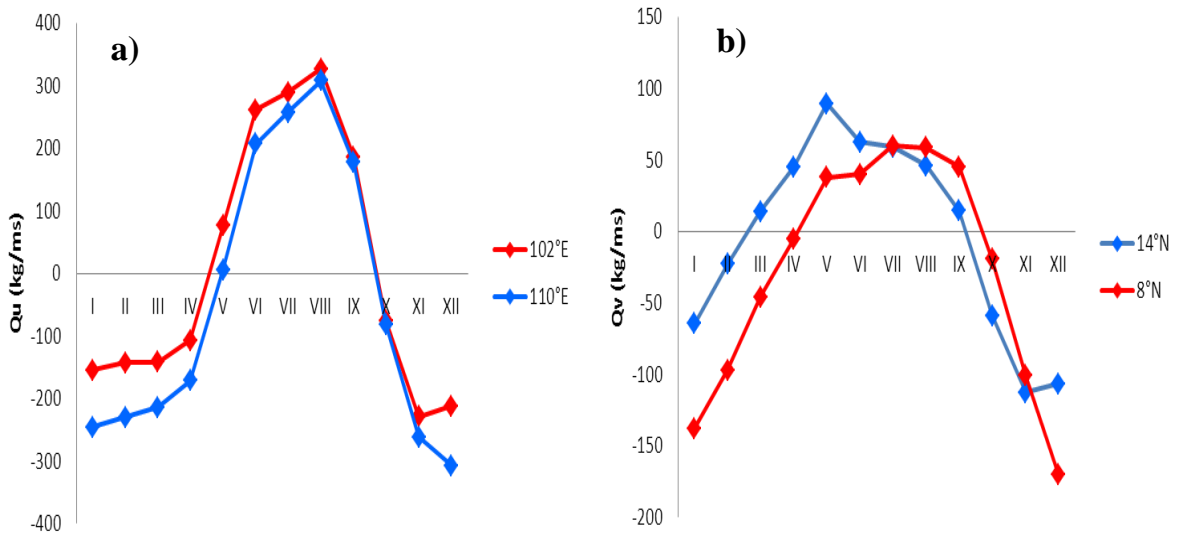 a)
Qu (kg/ms)
400
300
200
100
0
-100
-200
-300
-400
I II III IV V VI VII VIII IX X XI XII
102°E
110°E
b)
Qv (kg/ms)
150
100
50
0
-50
-100
-150
-200
I II III IV V VI VII VIII IX X XI XII
14°N
8°N